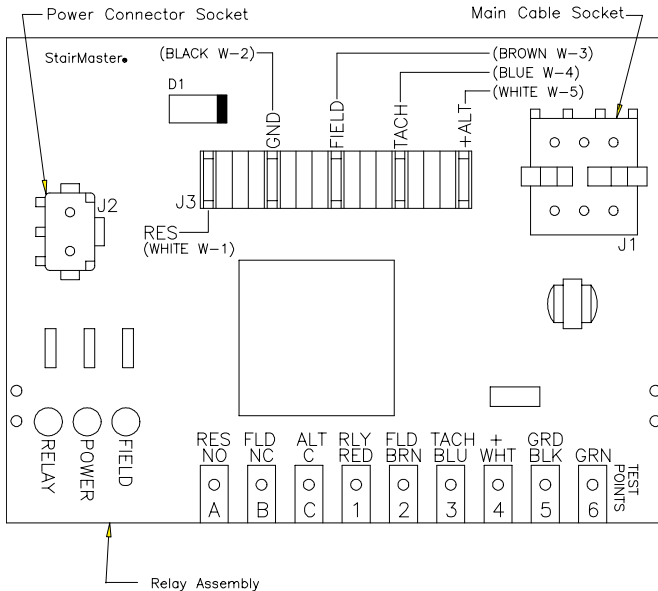 Power Connector Socket
Main Cable Socket
StairMaster
(BLACK W-2)
(BROWN W-3)
(BLUE W-4)
(WHITE W-5)
D1
GND
FIELD
TACH
+ALT
J2
J3
J1
RES
(WHITE W-1)
RELAY
POWER
FIELD
RES FLD ALT RLY FLD TACH + GRD
NO NC C RED BRN BLU WHT BLK GRN
A B C 1 2 3 4 5 6
TEST
POINTS
Relay Assembly